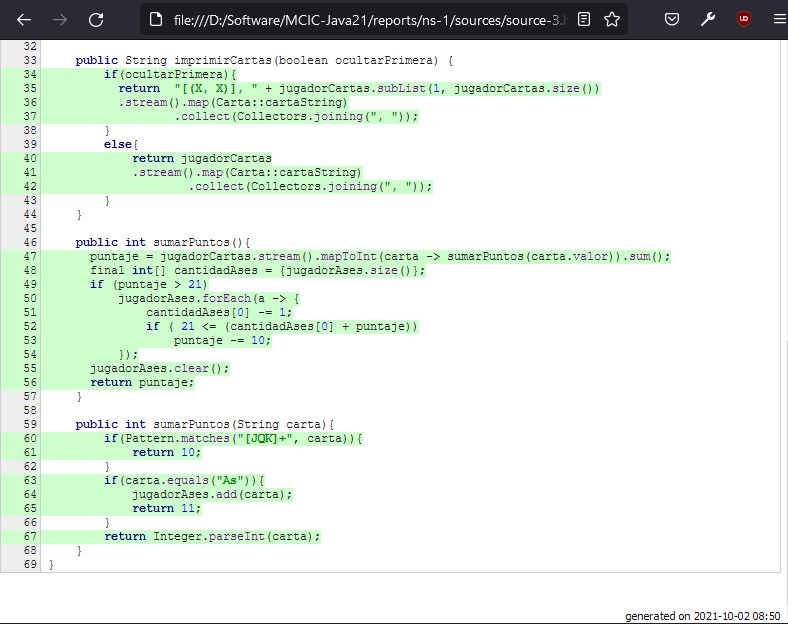 file:///D:/Software/MCIC-Java21/reports/ns-1/sources/source-3.h
32
33 public String imprimirCartas(boolean ocultarPrimera) {
34 if(ocultarPrimera){
35 return "[(X, X)], " + jugadorCartas.subList(1, jugadorCartas.size())
36 .stream().map(Carta::cartaString)
37 .collect(Collectors.joining(", "));
38 }
39 else{
40 return jugadorCartas
41 .stream().map(Carta::cartaString)
42 .collect(Collectors.joining(", "));
43 }
44 }
45
46 public int sumarPuntos(){
47 puntaje = jugadorCartas.stream().mapToInt(carta -> sumarPuntos(carta.valor)).sum();
48 final int[] cantidadAses = {jugadorAses.size()};
49 if (puntaje > 21)
50 jugadorAses.forEach(a -> {
51 cantidadAses[0] -= 1;
52 if ( 21 <= (cantidadAses[0] + puntaje))
53 puntaje -= 10;
54 });
55 jugadorAses.clear();
56 return puntaje;
57 }
58
59 public int sumarPuntos(String carta){
60 if(Pattern.matches("[JQK]+", carta)){
61 return 10;
62 }
63 if(carta.equals("As")){
64 jugadorAses.add(carta);
65 return 11;
66 }
67 return Integer.parseInt(carta);
68 }
69 }
generated on 2021-10-02 08:50